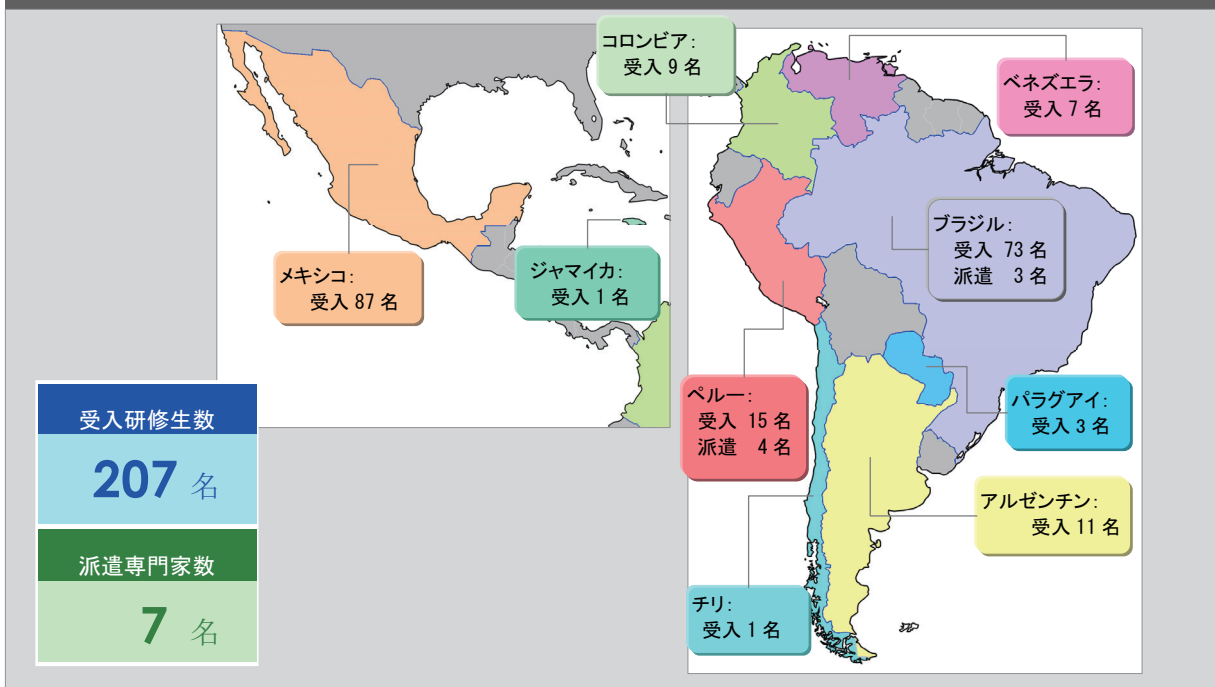 コロンビア:
受入 9 名
ベネズエラ:
受入 7 名
ブラジル:
受入 73 名
派遣 3 名
メキシコ:
受入 87 名
ジャマイカ:
受入 1 名
ペルー:
受入 15 名
派遣 4 名
パラグアイ:
受入 3 名
アルゼンチン:
受入 11 名
チリ:
受入 1 名
受入研修生数
207 名
派遣専門家数
7 名